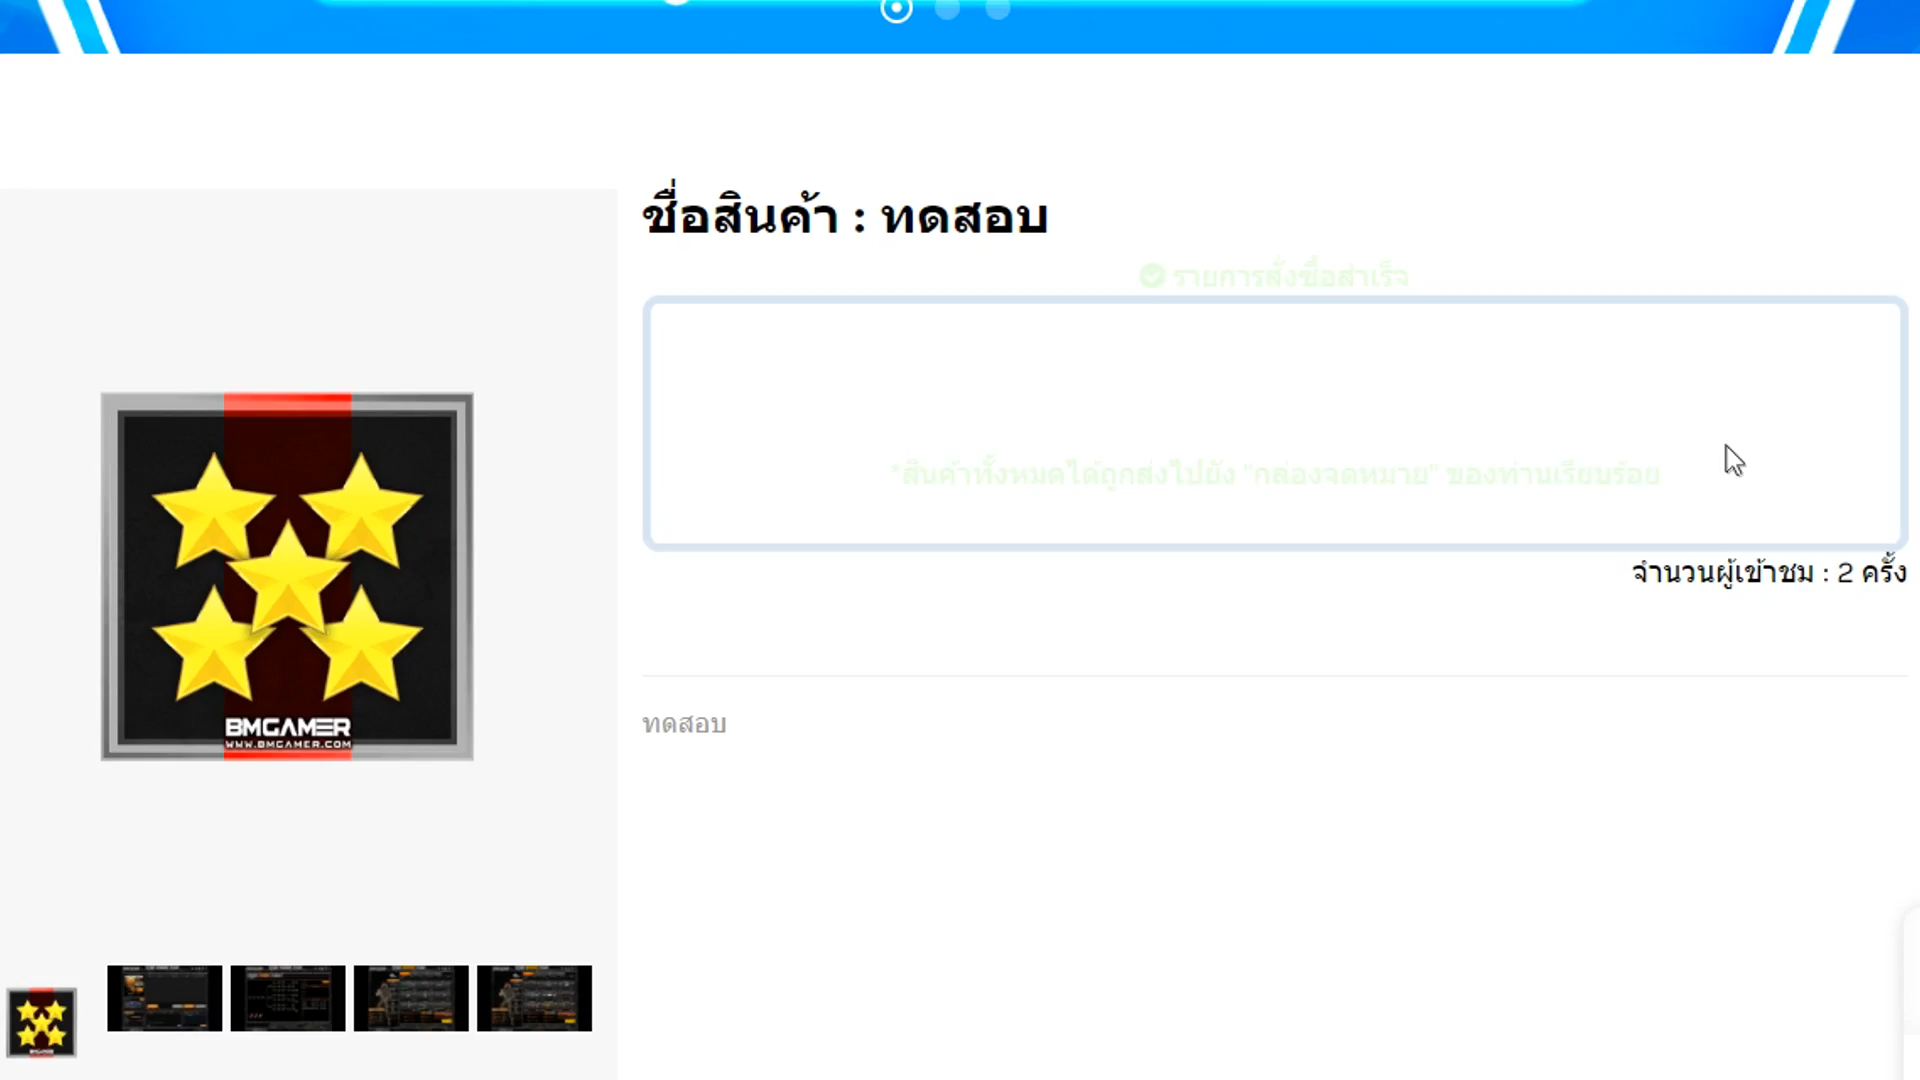 ชื่อสินค้า : ทดสอบ
รายการสั่งซื้อสำเร็จ
*สินค้าทั้งหมดได้ถูกส่งไปยัง "กล่องจดหมาย" ของท่านเรียบร้อย
จำนวนผู้เข้าชม : 2 ครั้ง
ทดสอบ
BMGAMER
WWW.BMGAMER.COM